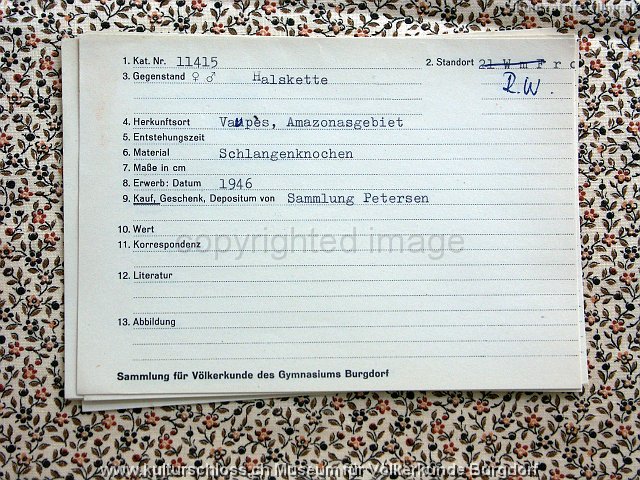 1. Kat. Nr. 11415 2. Standort 21 W m F r o
3. Gegenstand ♀ ♂ Halskette R.W.
4. Herkunftsort Vaupès, Amazonasgebiet
5. Entstehungszeit
6. Material Schlangenknochen
7. Maße in cm
8. Erwerb: Datum 1946
9. Kauf, Geschenk, Depositum von Sammlung Petersen
10. Wert
11. Korrespondenz
copyrighted image
12. Literatur
13. Abbildung
Sammlung für Völkerkunde des Gymnasiums Burgdorf
www.kulturschloss.ch Museum für Völkerkunde Burgdorf